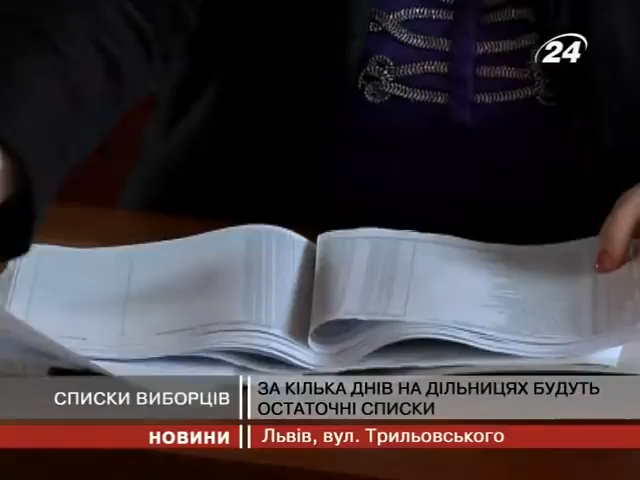 24
СПИСКИ ВИБОРЦІВ
ЗА КІЛЬКА ДНІВ НА ДІЛЬНИЦЯХ БУДУТЬ
ОСТАТОЧНІ СПИСКИ
НОВИНИ
Львів, вул. Трильовського